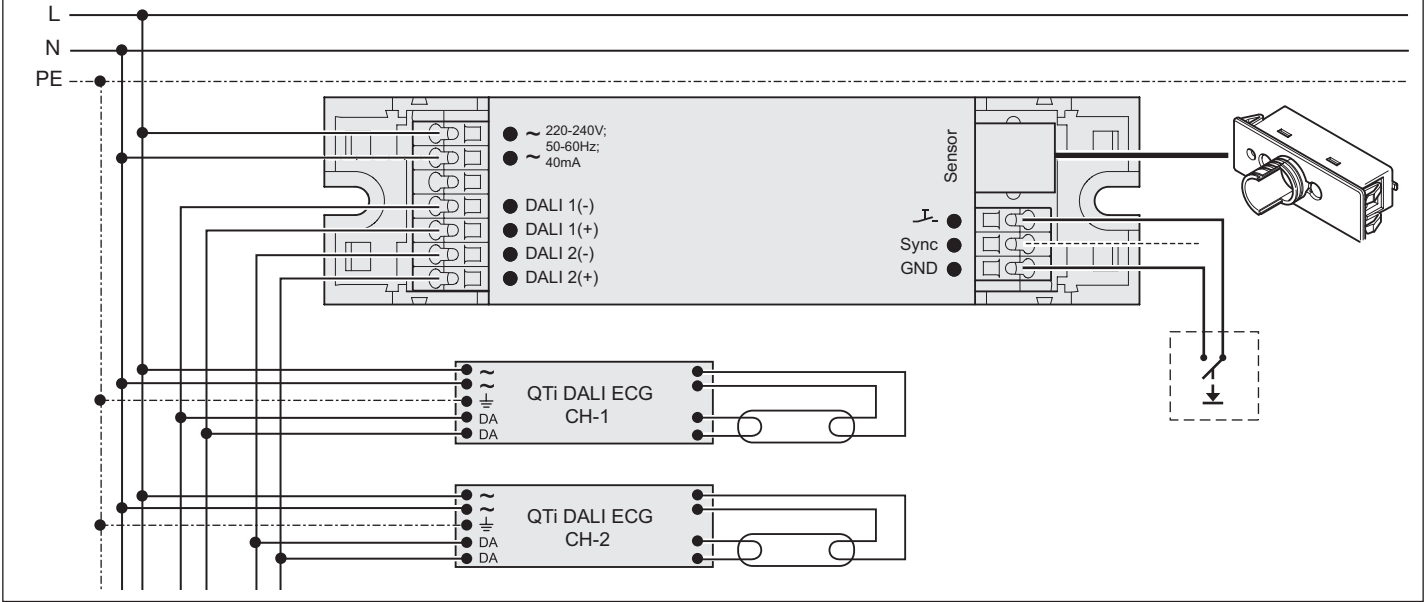 L
N
PE
~ 220-240V;
50-60Hz;
~ 40mA
DALI 1(-)
DALI 1(+)
DALI 2(-)
DALI 2(+)
Sensor
Sync
GND
~
~
DA
DA
QTi DALI ECG
CH-1
~
~
DA
DA
QTi DALI ECG
CH-2